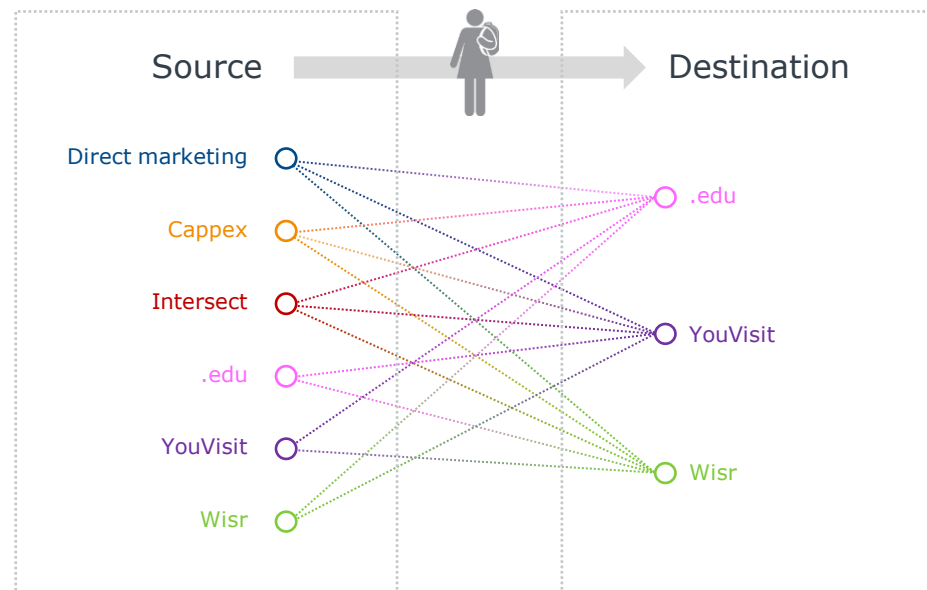 Source
Destination
Direct marketing
Cappex
Intersect
.edu
YouVisit
Wisr
.edu
YouVisit
Wisr